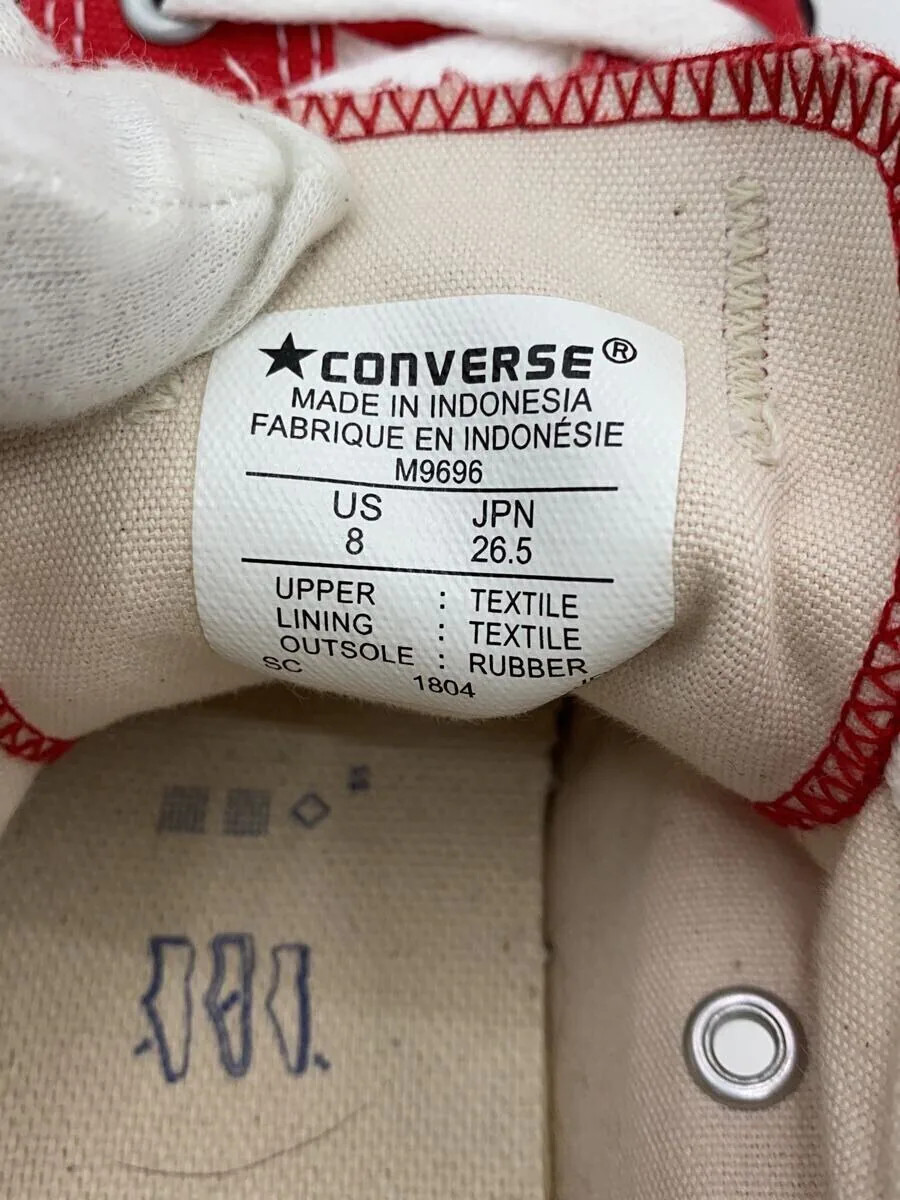 ★CONVERSE®
MADE IN INDONESIA
FABRIQUE EN INDONÉSIE
M9696
US JPN
8 26.5
UPPER : TEXTILE
LINING : TEXTILE
OUTSOLE : RUBBER
SC 1804